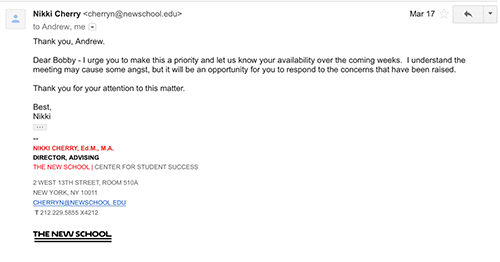 Nikki Cherry <cherryn@newschool.edu>
Mar 17
to Andrew, me
Thank you, Andrew.
Dear Bobby - I urge you to make this a priority and let us know your availability over the coming weeks.  I understand the
meeting may cause some angst, but it will be an opportunity for you to respond to the concerns that have been raised.
Thank you for your attention to this matter.
Best,
Nikki
...
--
NIKKI CHERRY, Ed.M., M.A.
DIRECTOR, ADVISING
THE NEW SCHOOL | CENTER FOR STUDENT SUCCESS
2 WEST 13TH STREET, ROOM 510A
NEW YORK, NY 10011
CHERRYN@NEWSCHOOL.EDU
T 212.229.5855 X4212
THE NEW SCHOOL